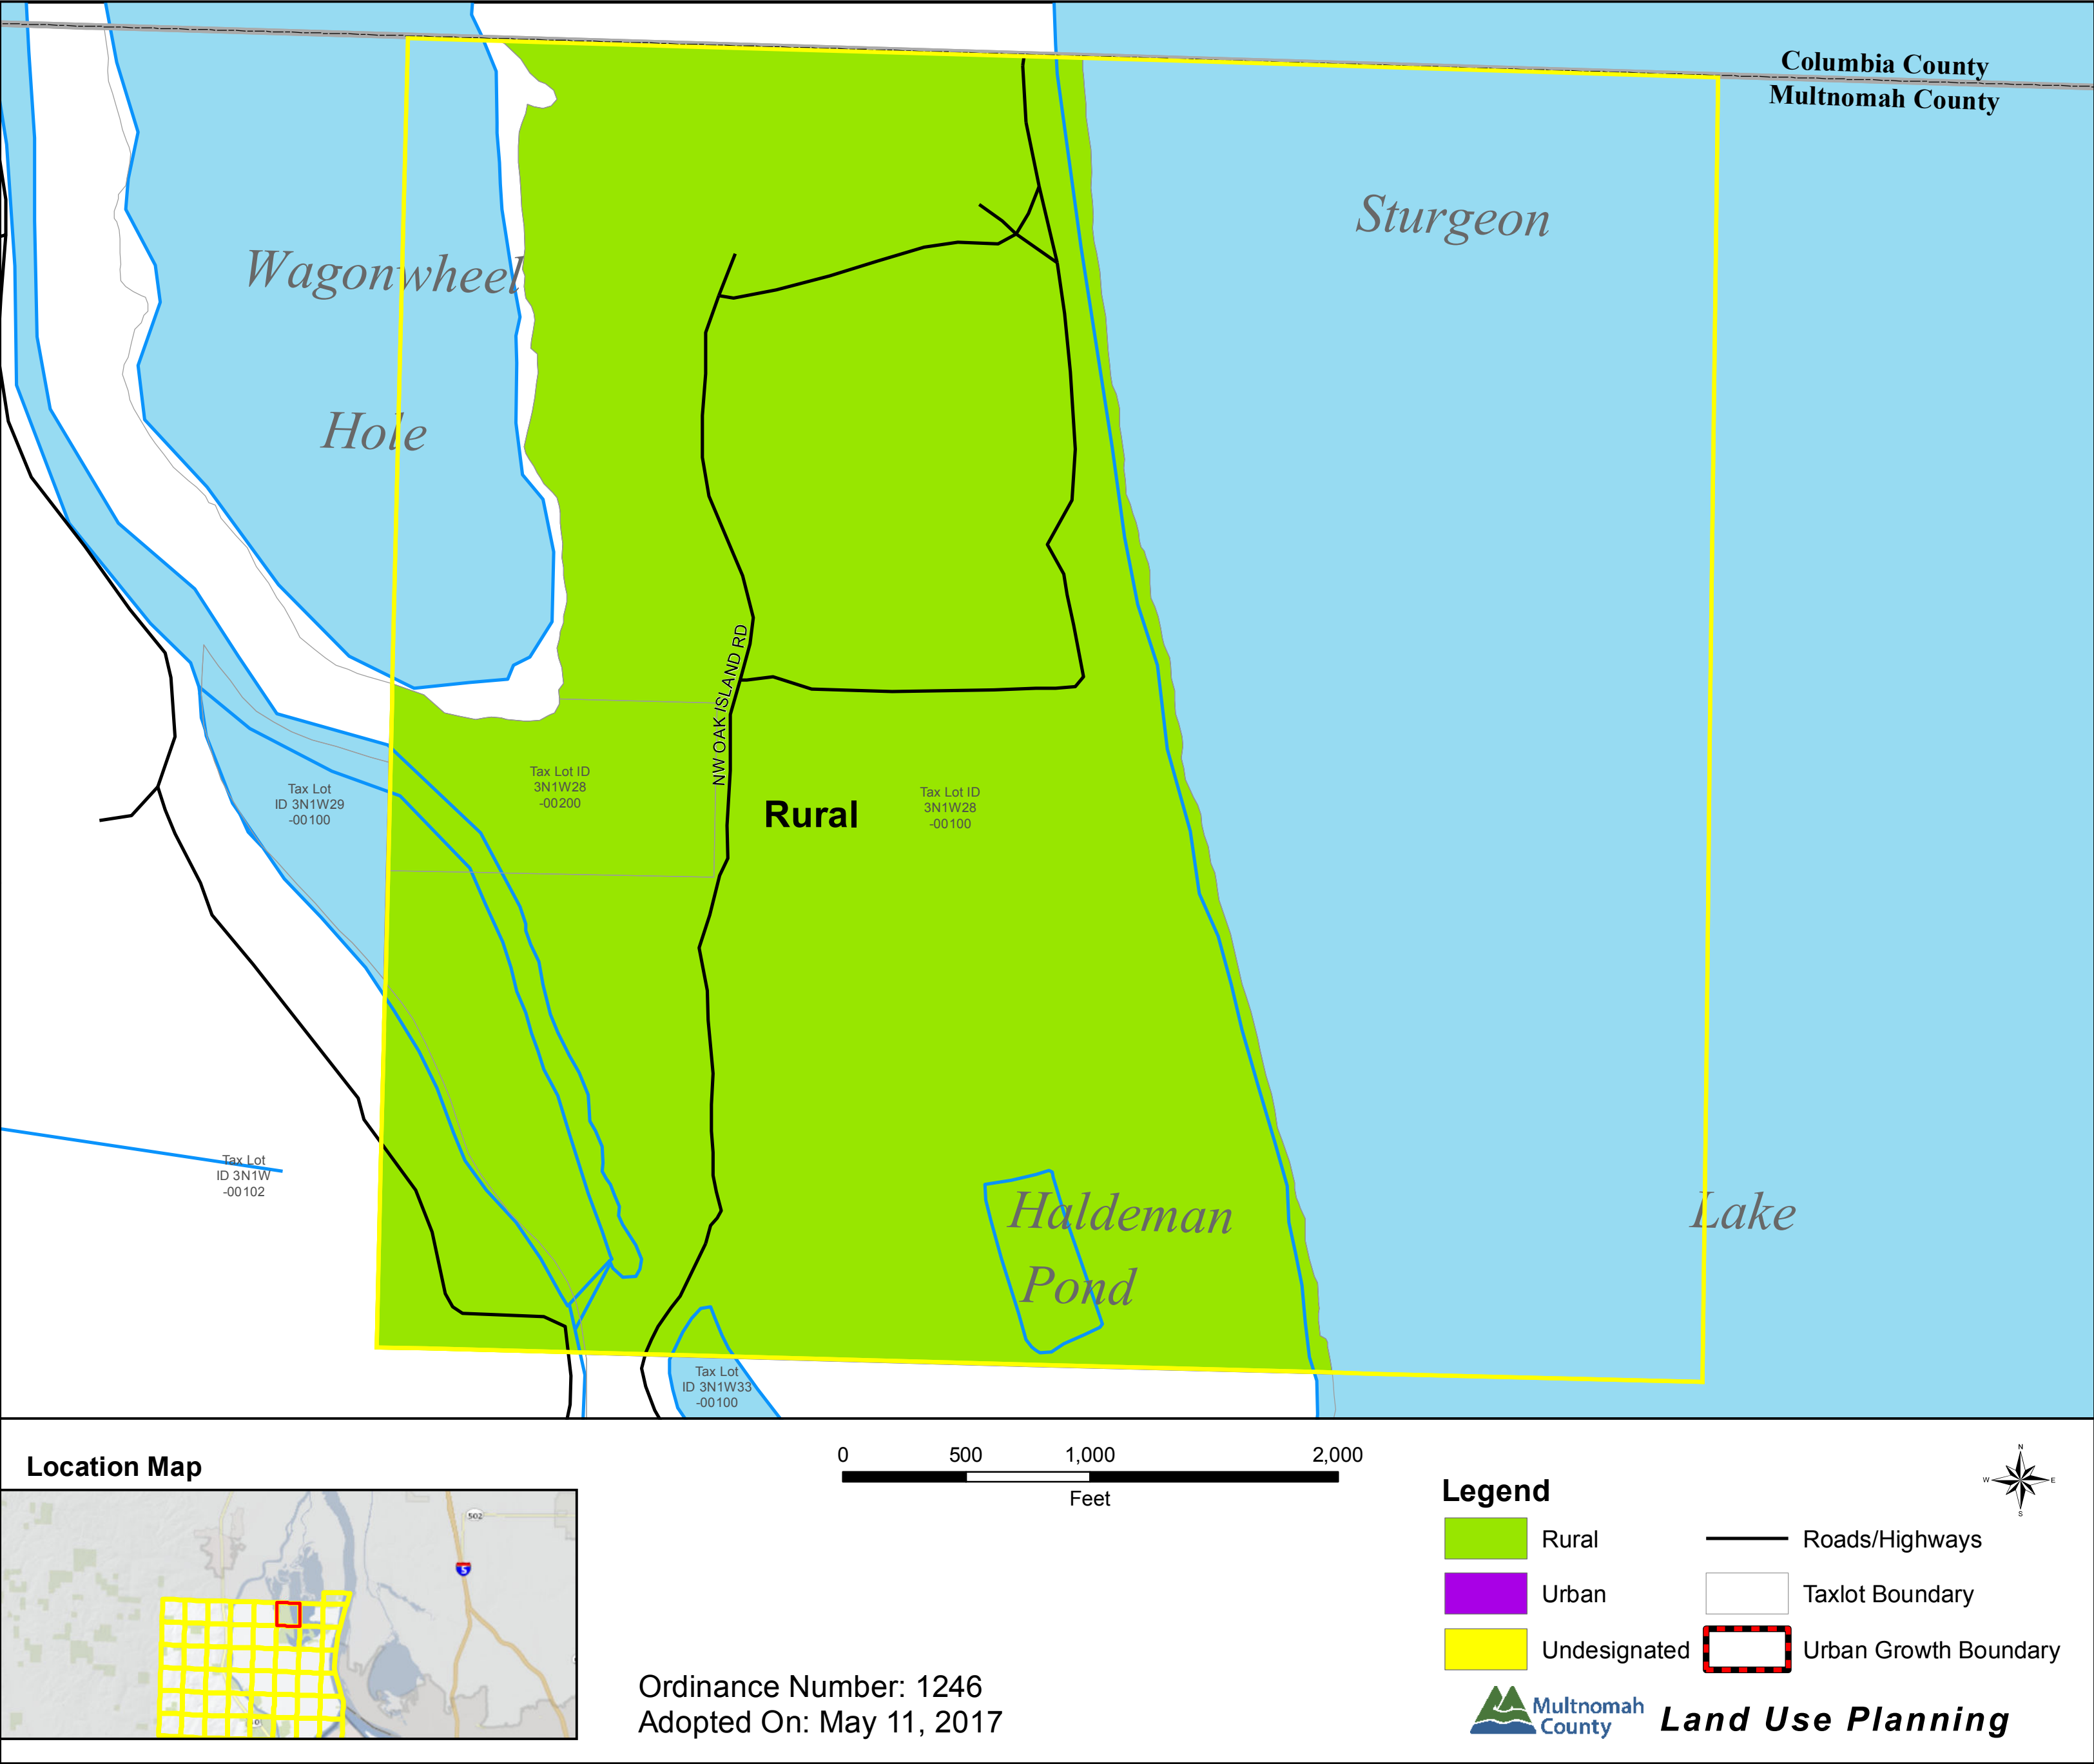 Columbia County
Multnomah County
Sturgeon
Wagonwheel
Hole
NW OAK ISLAND RD
Tax Lot ID
3N1W28
-00200
Tax Lot
ID 3N1W29
-00100
Rural
Tax Lot ID
3N1W28
-00100
Tax Lot
ID 3N1W
-00102
Haldeman
Pond
Lake
Tax Lot
ID 3N1W33
-00100
Location Map
502
5
0 500 1,000 2,000
Feet
Legend
N
W E
S
Rural
Urban
Undesignated
Roads/Highways
Taxlot Boundary
Urban Growth Boundary
Ordinance Number: 1246
Adopted On: May 11, 2017
Multnomah
County
Land Use Planning